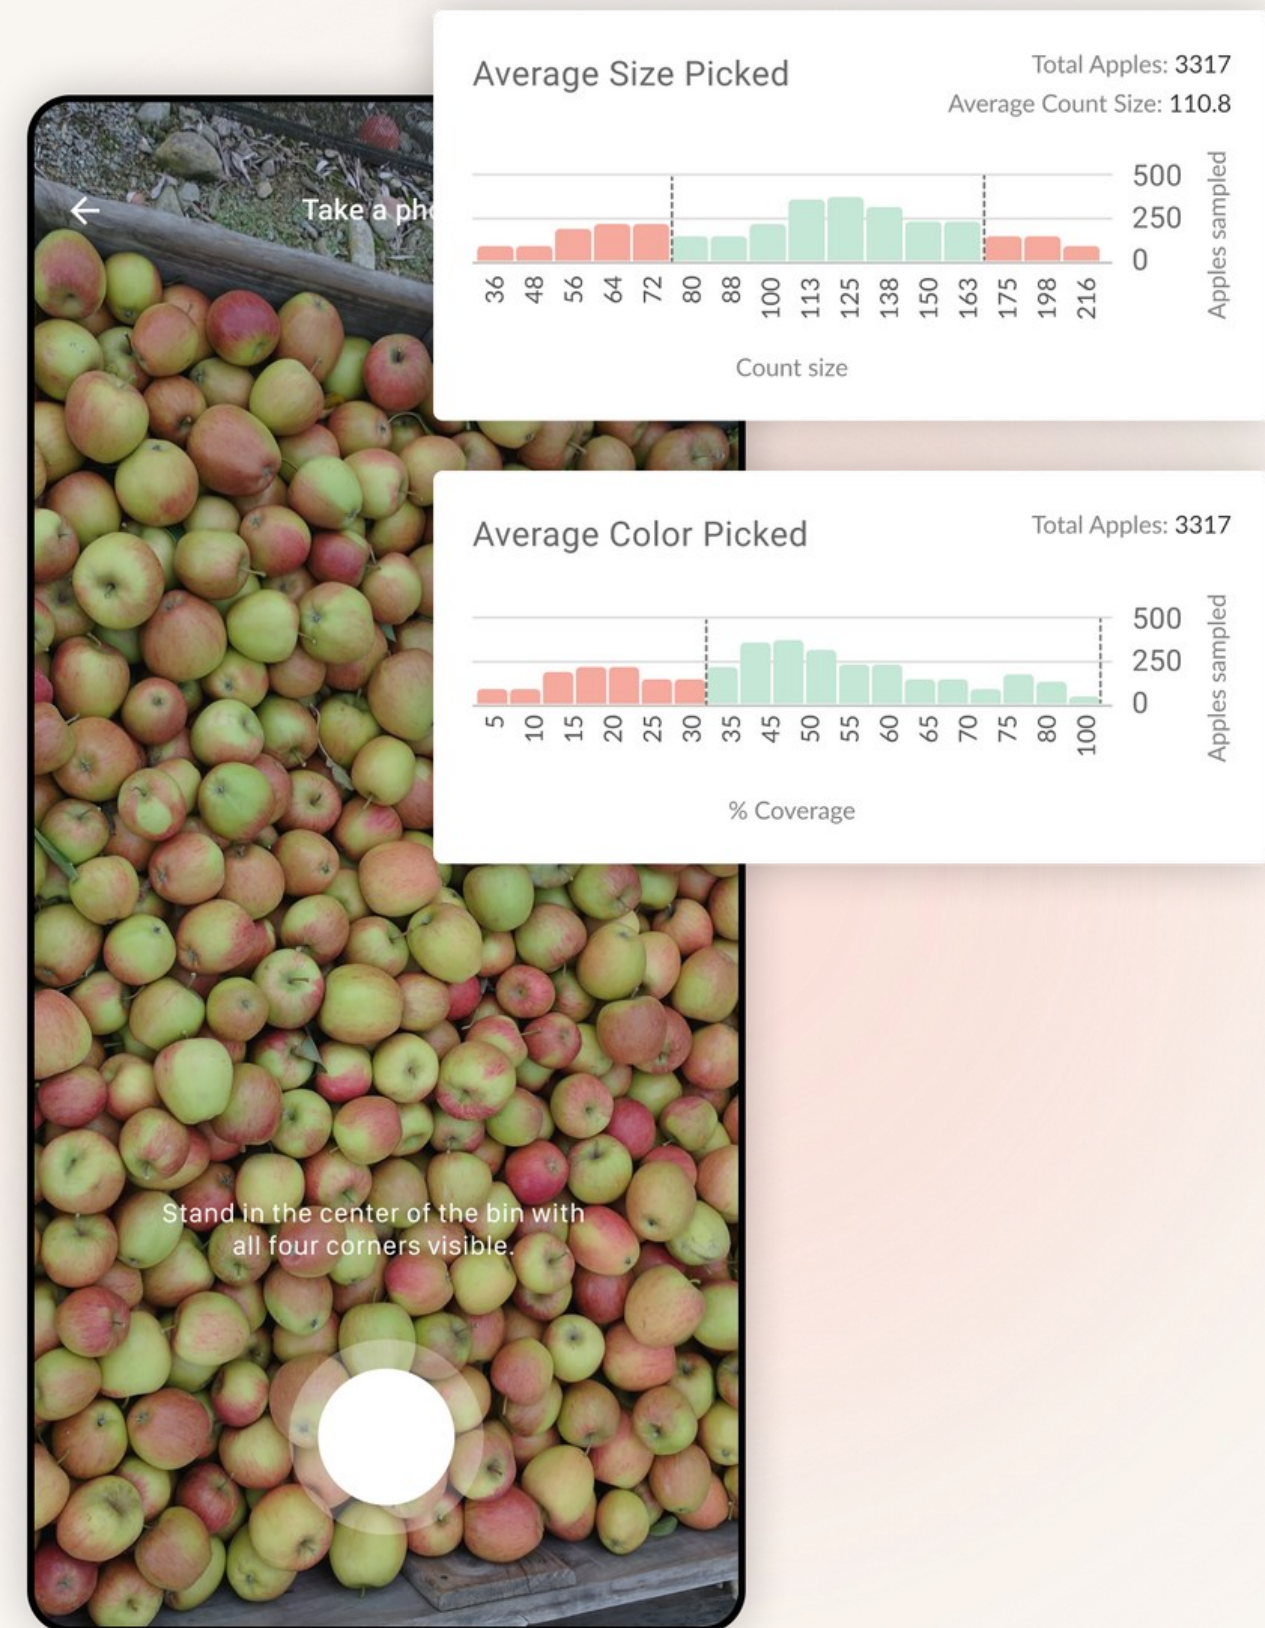 Take a pho
Stand in the center of the bin with
all four corners visible.
Average Size Picked
Total Apples: 3317
Average Count Size: 110.8
500
250
0
Apples sampled
36 48 56 64 72 80 88 100 113 125 138 150 163 175 198 216
Count size
Average Color Picked
Total Apples: 3317
500
250
0
Apples sampled
5 10 15 20 25 30 35 45 50 55 60 65 70 75 80 100
% Coverage